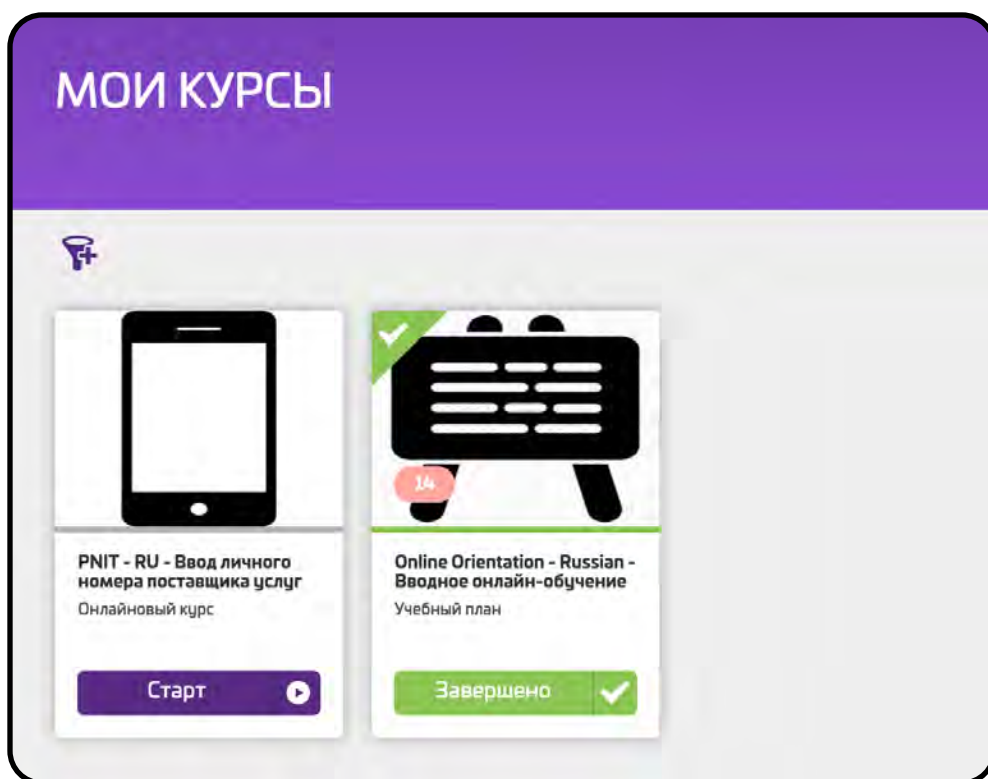 МОИ КУРСЫ
14
PNIT - RU - Ввод личного
номера поставщика услуг
Онлайновый курс
Старт
Online Orientation - Russian -
Вводное онлайн-обучение
Учебный план
Завершено